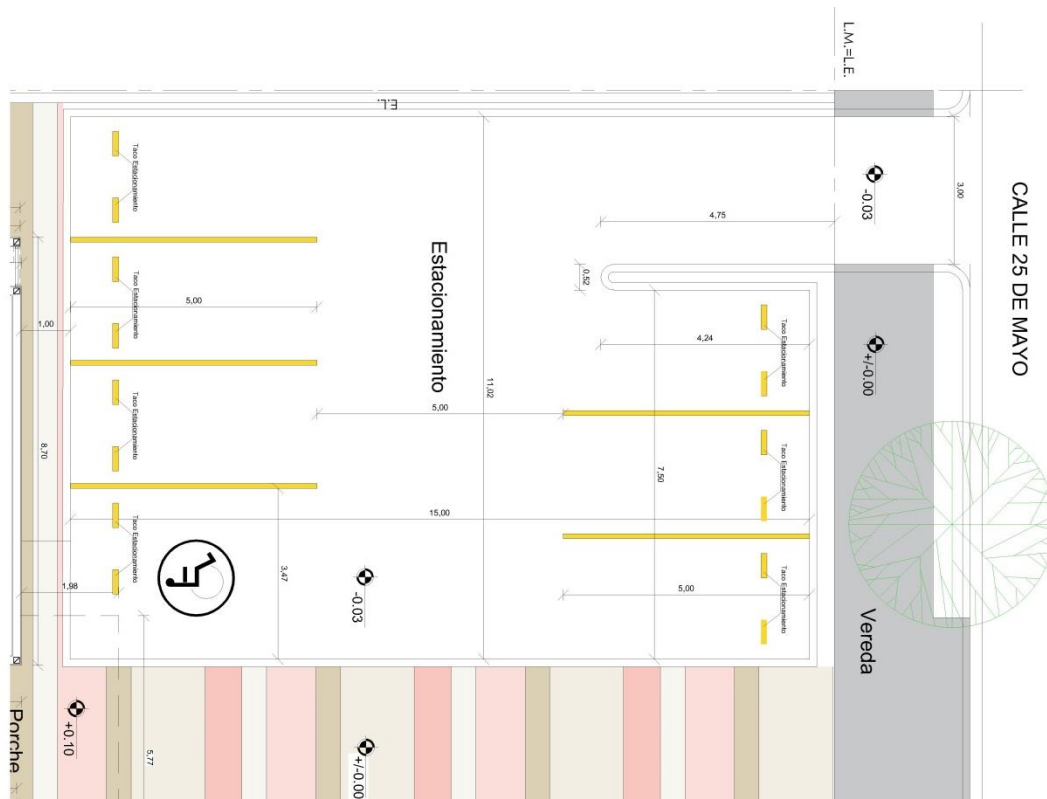 L.M.=L.E.
E.L.
CALLE 25 DE MAYO
-0.03
3,00
4,75
0,52
Estacionamiento
Taco Estacionamiento
Taco Estacionamiento
Taco Estacionamiento
Taco Estacionamiento
5,00
1,00
8,70
11,02
4,24
+/-0.00
Taco Estacionamiento
Taco Estacionamiento
Taco Estacionamiento
5,00
7,50
15,00
3,47
-0.03
1,98
5,00
Vereda
5,77
+0.10
+/-0.00
Porche